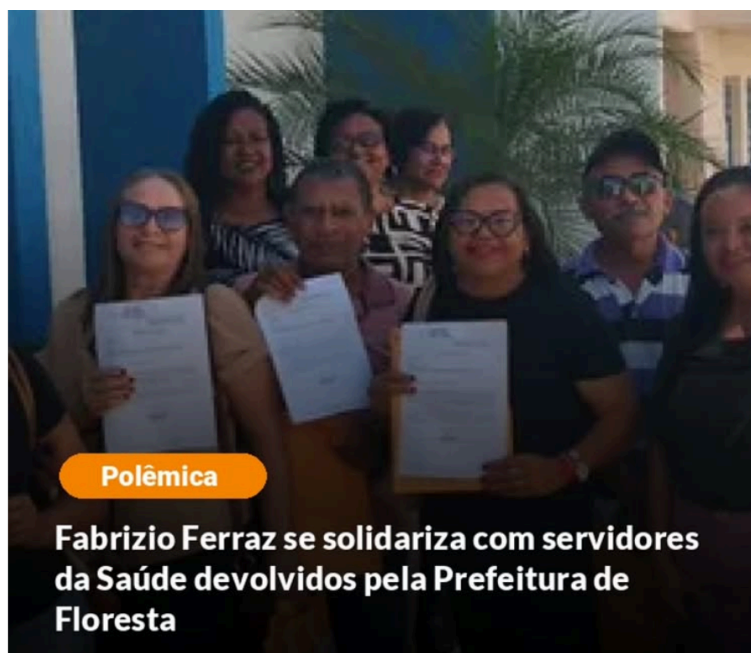 Polêmica
Fabrizio Ferraz se solidariza com servidores
da Saúde devolvidos pela Prefeitura de
Floresta